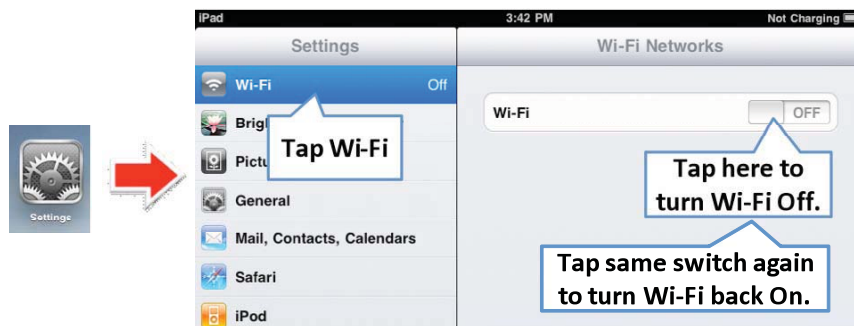 iPad 3:42 PM Not Charging
Settings
Wi-Fi Networks
Wi-Fi Off
Wi-Fi OFF
Tap Wi-Fi
General
Mail, Contacts, Calendars
Safari
iPod
Settings
Tap here to
turn Wi-Fi Off.
Tap same switch again
to turn Wi-Fi back On.